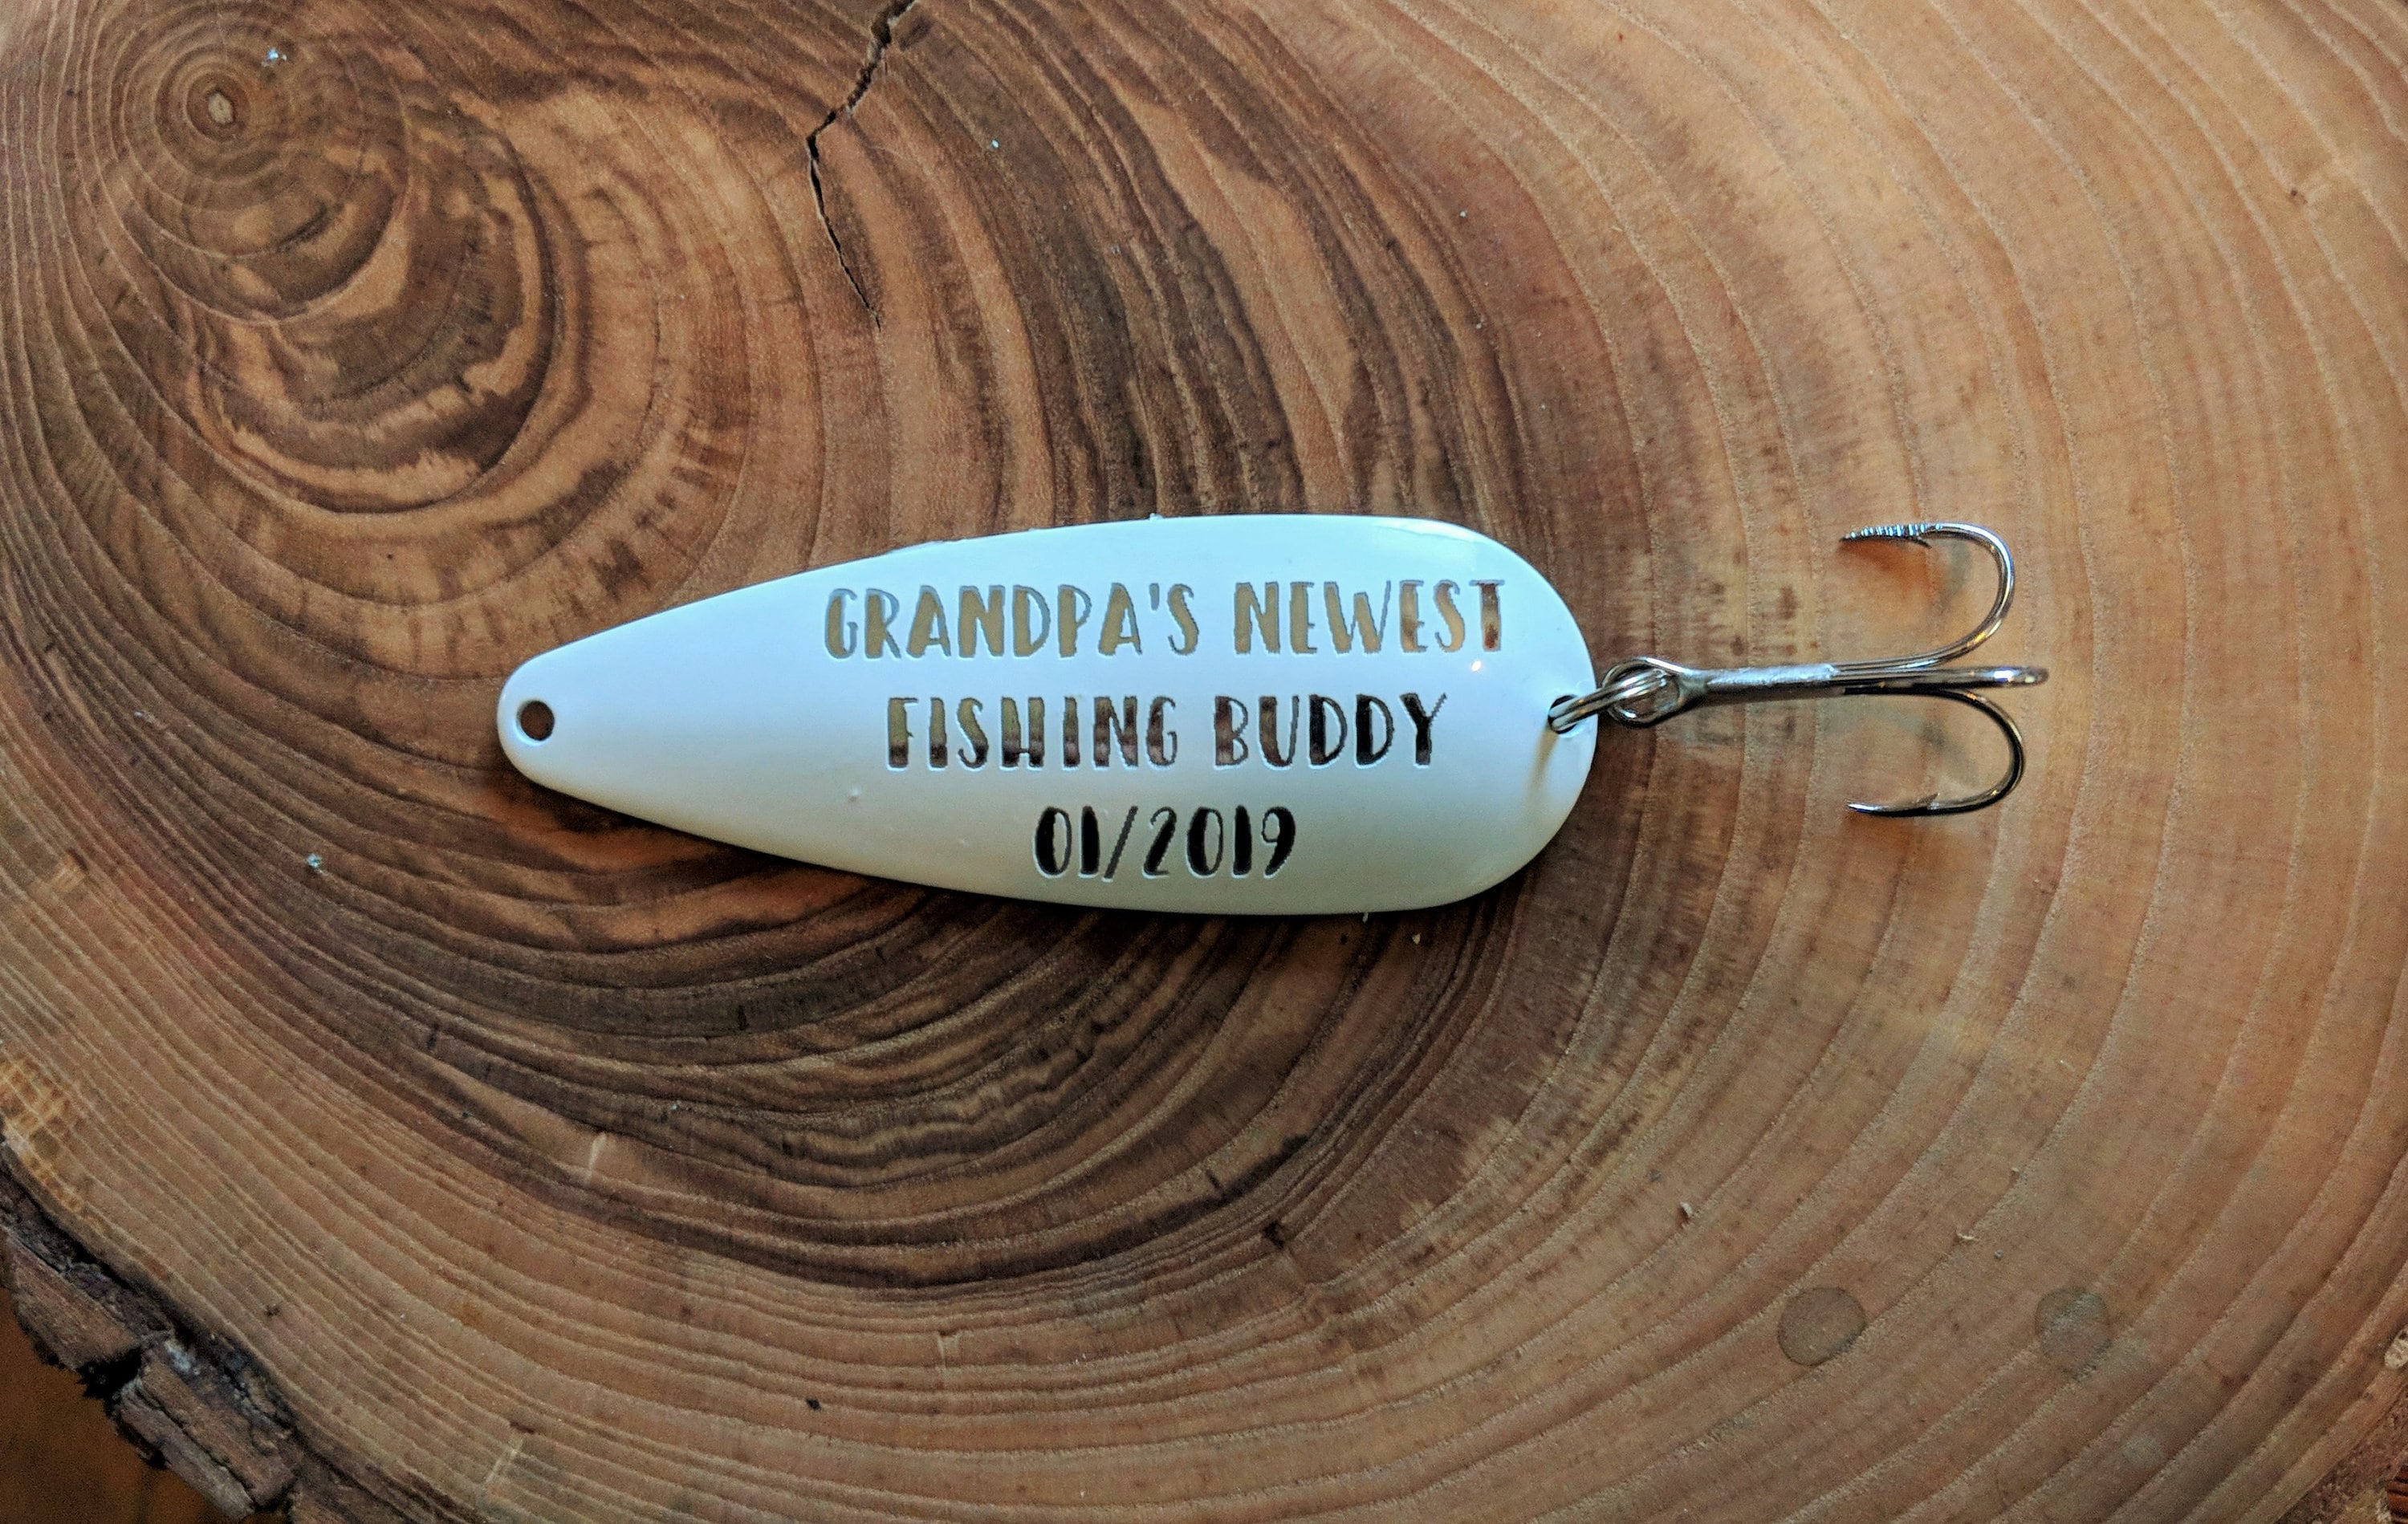 GRANDPA'S NEWEST
FISHING BUDDY
01/2019